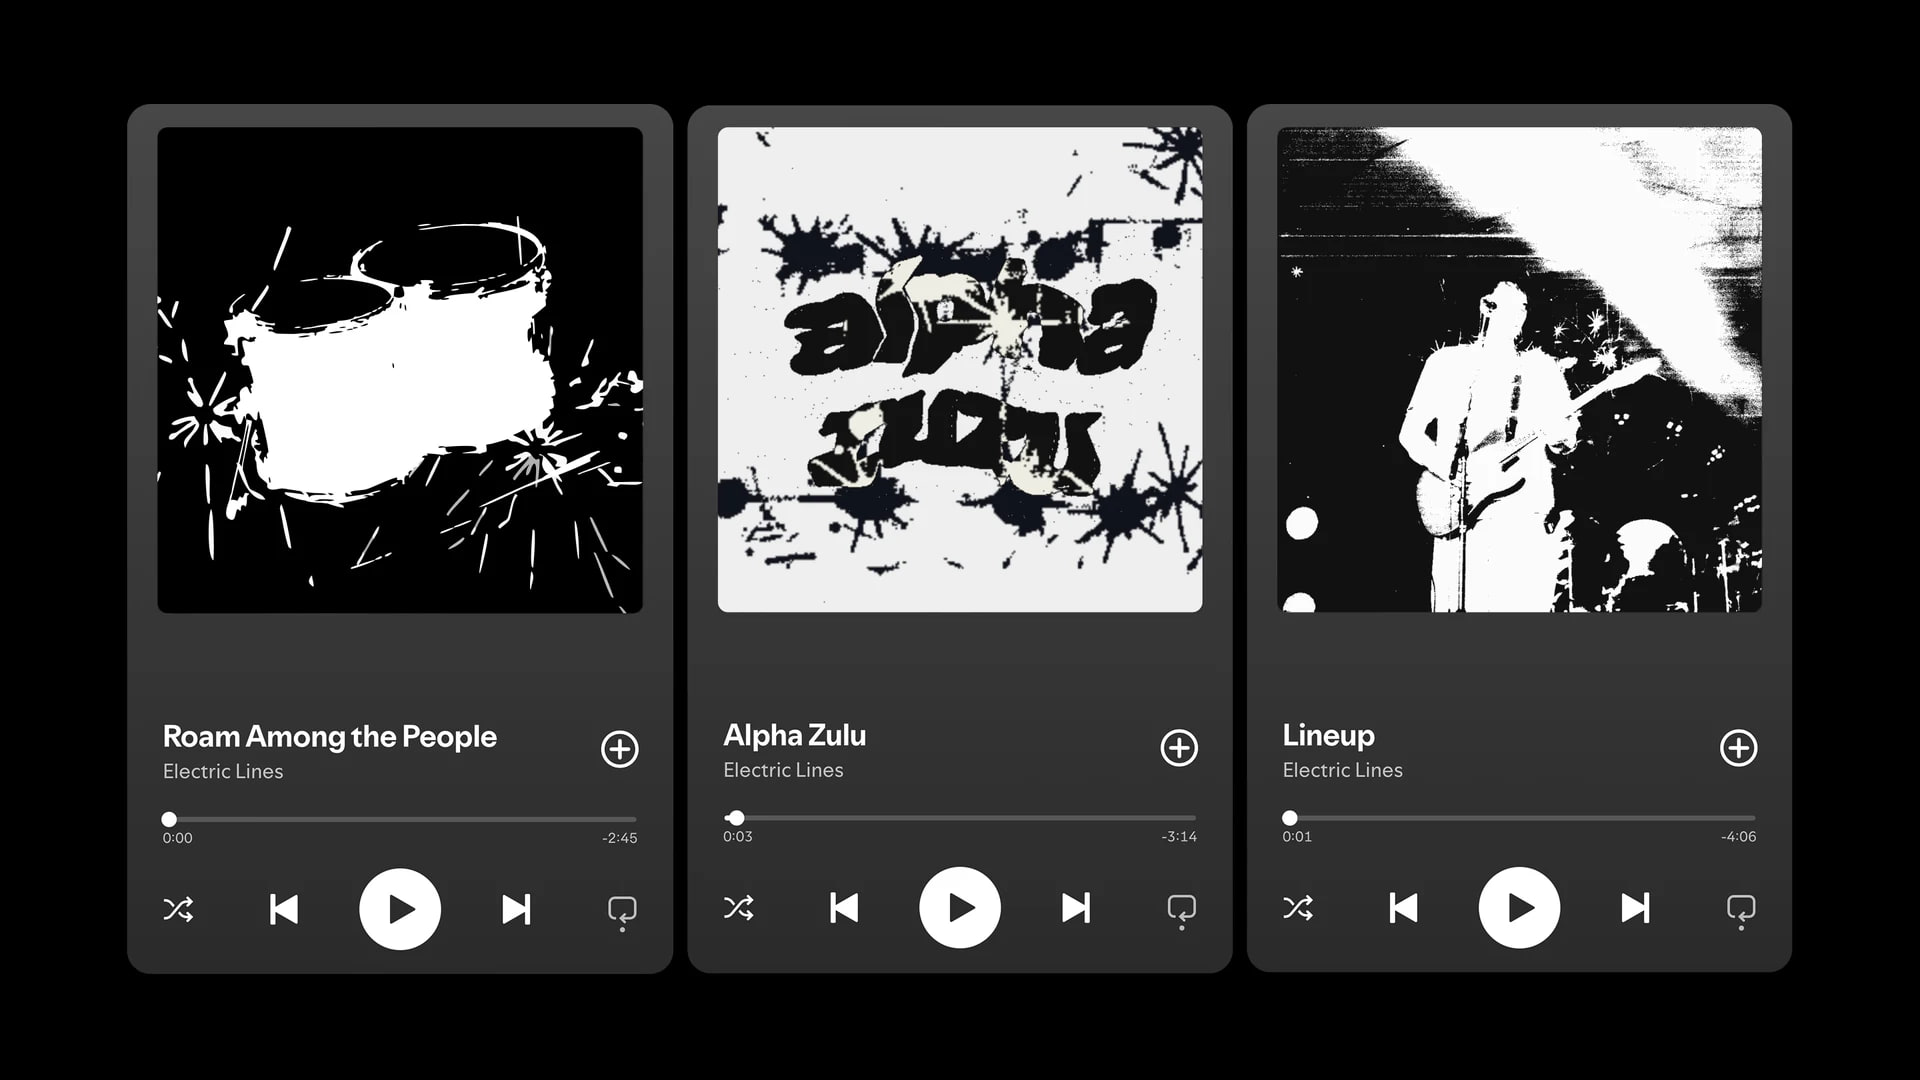 Roam Among the People
Electric Lines
0:00
-2:45
alpha
zulu
Alpha Zulu
Electric Lines
0:03
-3:14
Lineup
Electric Lines
0:01
-4:06